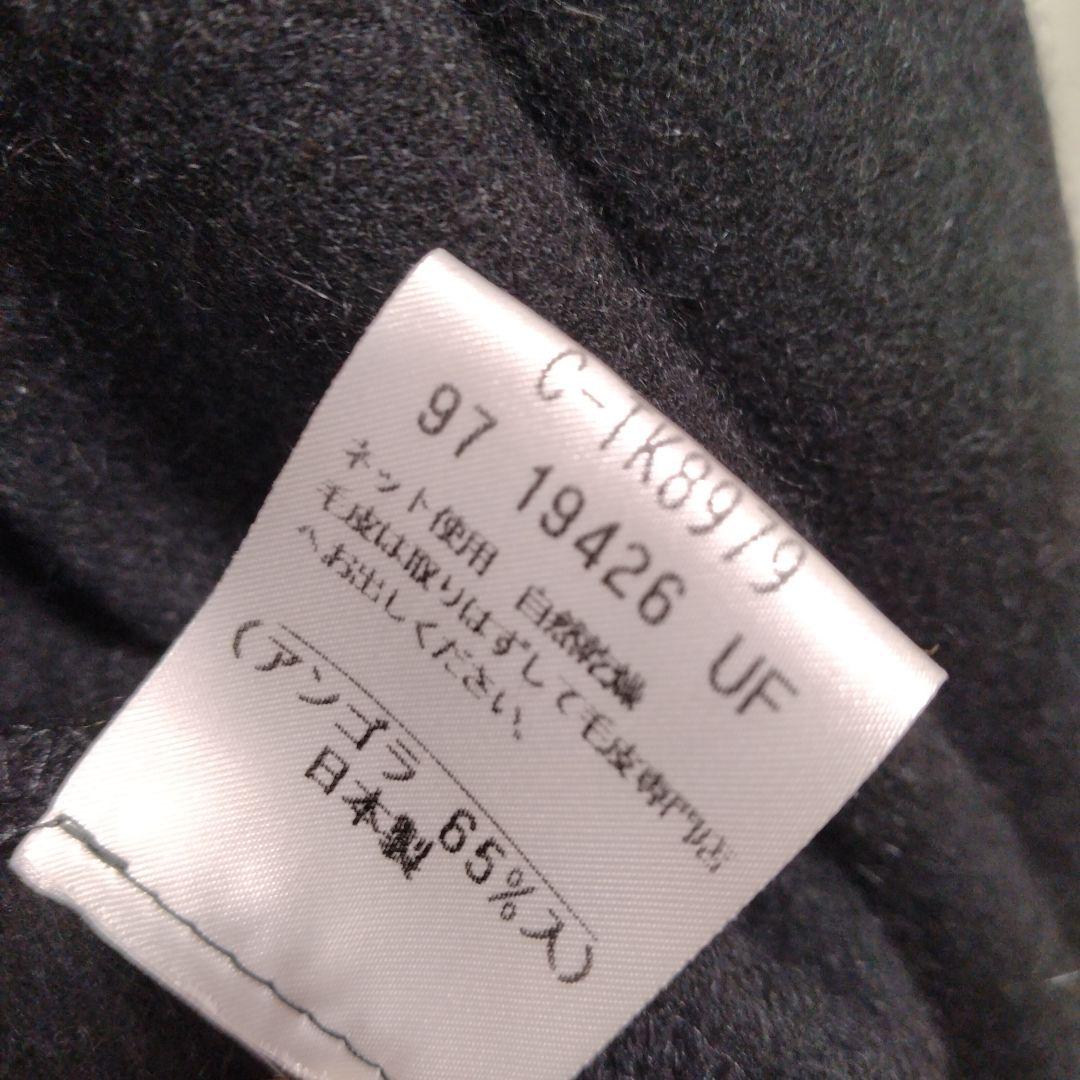 C-TK8979
97 19426 UF
ネット使用 自然乾燥
毛皮は取りはずして毛皮専門店
へお出しください。
(アンゴラ 65%入)
日本製